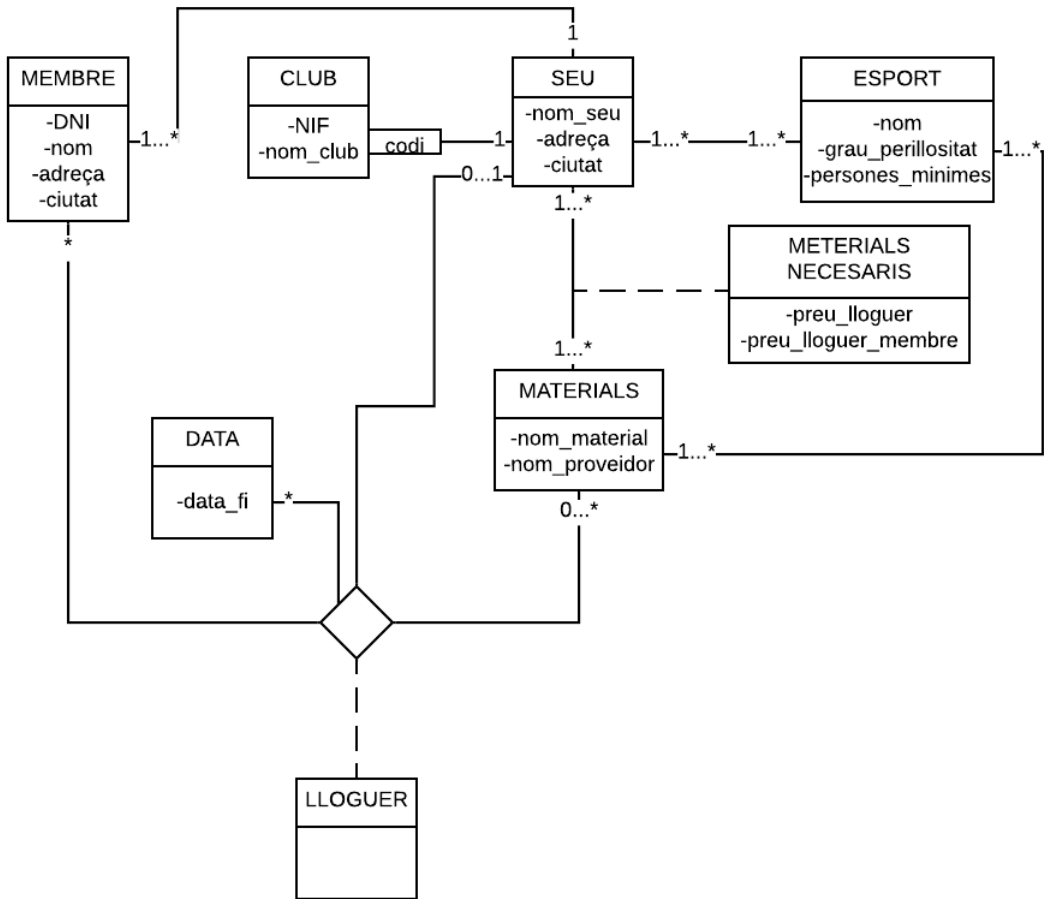 1
MEMBRE
-DNI
-nom
-adreça
-ciutat
1...*
*
CLUB
-NIF
-nom_club
codi
1
0...1
SEU
-nom_seu
-adreça
-ciutat
1...*
1...*
1...*
ESPORT
-nom
-grau_perillositat
-persones_minimes
1...*
METERIALS
NECESARIS
-preu_lloguer
-preu_lloguer_membre
1...*
MATERIALS
-nom_material
-nom_proveidor
1...*
0...*
DATA
-data_fi
*
LLOGUER